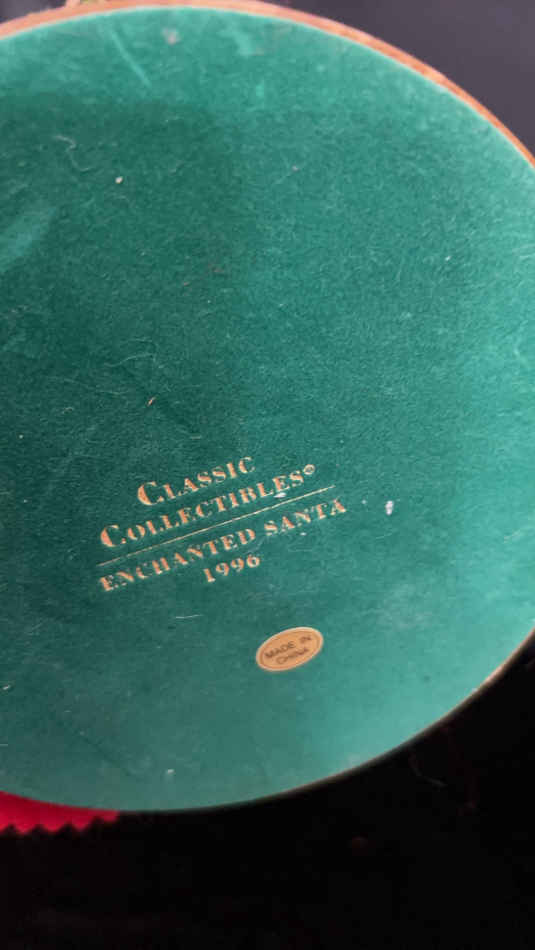 CLASSIC
COLLECTIBLES®
ENCHANTED SANTA
1996
MADE IN
CHINA